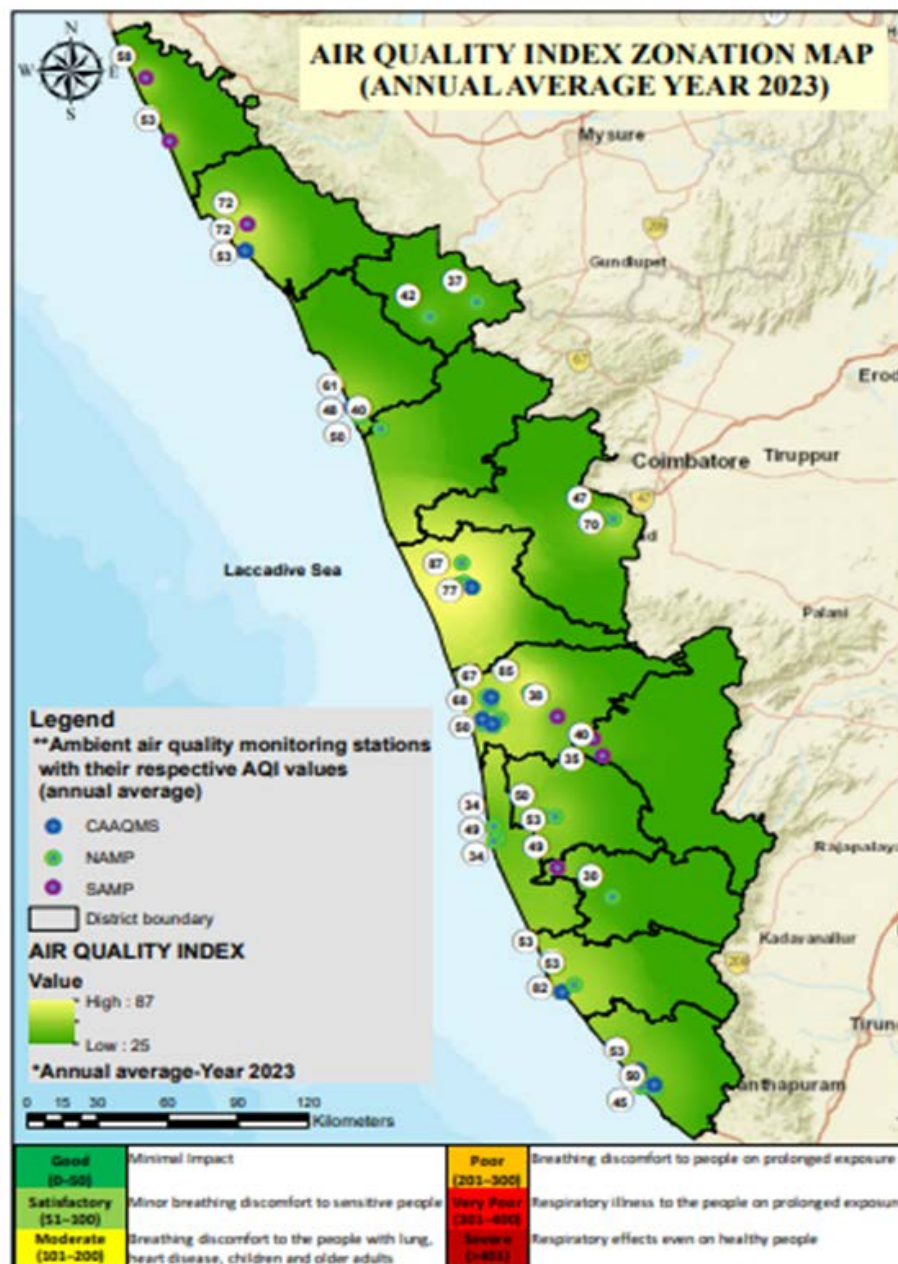 AIR QUALITY INDEX ZONATION MAP
(ANNUAL AVERAGE YEAR 2023)
N
W
E
S
58
53
Mysure
72
72
53
Gundlupet
37
42
67
61
48
40
50
Erod
Coimbatore
Tiruppur
47
47
70
ad
Laccadive Sea
87
77
Palani
67
65
68
38
58
40
35
34
50
49
53
34
49
30
Rajapalaya
Kadavanallur
208
53
53
82
Tirun
53
50
45
anthapuram
Legend
**Ambient air quality monitoring stations
with their respective AQI values
(annual average)
CAAQMS
NAMP
SAMP
District boundary
AIR QUALITY INDEX
Value
High : 87
Low : 25
*Annual average-Year 2023
0 15 30 60 90 120
Kilometers
Good
(0-50)
Minimal Impact
Satisfactory
(51-100)
Minor breathing discomfort to sensitive people
Moderate
(101-200)
Breathing discomfort to the people with lung,
heart disease, children and older adults
Poor
(201-300)
Breathing discomfort to people on prolonged exposure
Very Poor
(301-400)
Respiratory illness to the people on prolonged exposure
Severe
(>401)
Respiratory effects even on healthy people